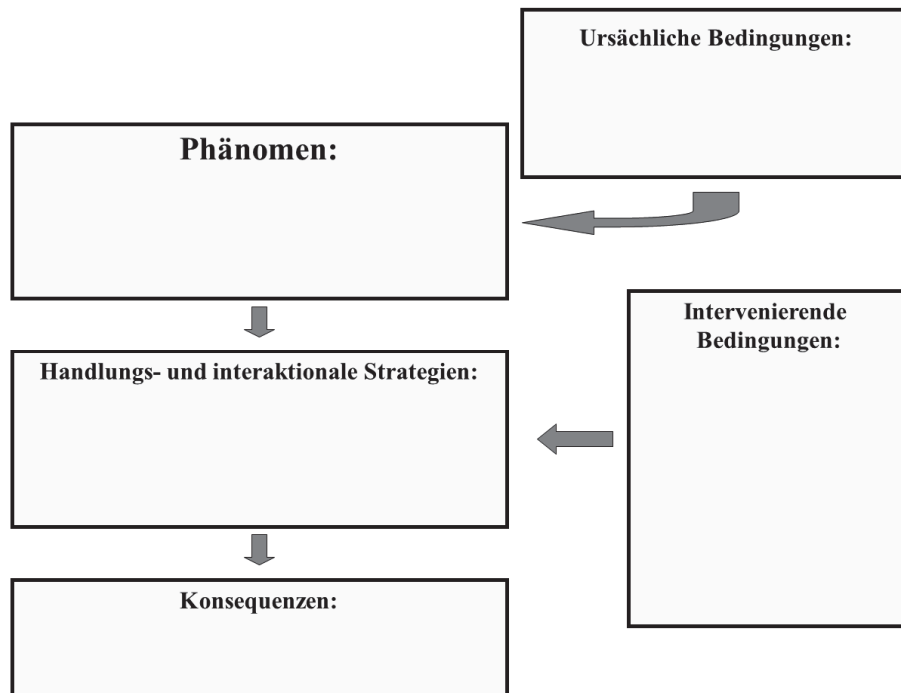 Ursächliche Bedingungen:
Phänomen:
Intervenierende
Bedingungen:
Handlungs- und interaktionale Strategien:
Konsequenzen: